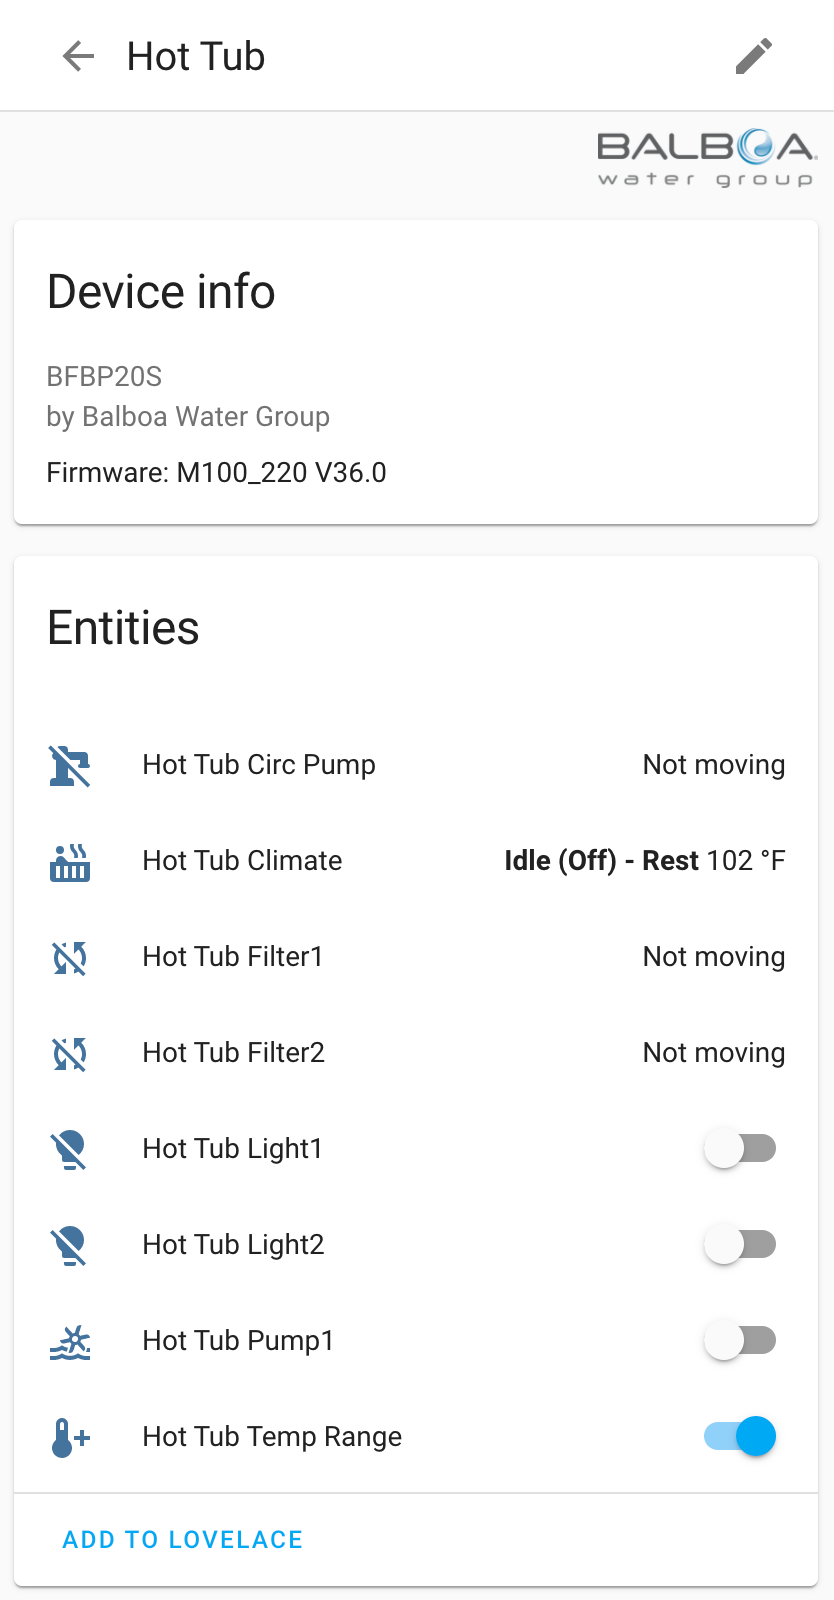 Hot Tub
BALBOA
water group
Device info
BFBP20S
by Balboa Water Group
Firmware: M100_220 V36.0
Entities
Hot Tub Circ Pump Not moving
Hot Tub Climate Idle (Off) - Rest 102 °F
Hot Tub Filter1 Not moving
Hot Tub Filter2 Not moving
Hot Tub Light1
Hot Tub Light2
Hot Tub Pump1
Hot Tub Temp Range
ADD TO LOVELACE